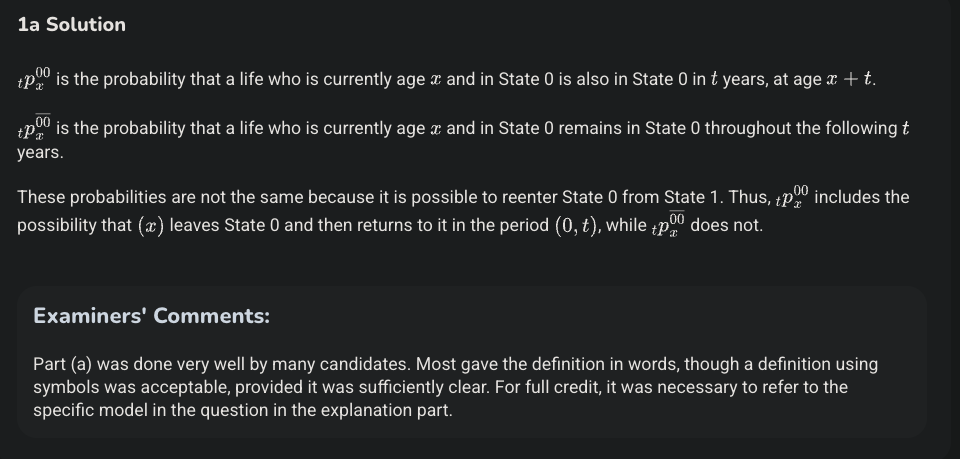 1a Solution
$_tp_x^{00}$ is the probability that a life who is currently age $x$ and in State 0 is also in State 0 in $t$ years, at age $x + t$.
$_tp_x^{\overline{00}}$ is the probability that a life who is currently age $x$ and in State 0 remains in State 0 throughout the following $t$
years.
These probabilities are not the same because it is possible to reenter State 0 from State 1. Thus, $_tp_x^{00}$ includes the
possibility that $(x)$ leaves State 0 and then returns to it in the period $(0, t)$, while $_tp_x^{\overline{00}}$ does not.
Examiners' Comments:
Part (a) was done very well by many candidates. Most gave the definition in words, though a definition using
symbols was acceptable, provided it was sufficiently clear. For full credit, it was necessary to refer to the
specific model in the question in the explanation part.